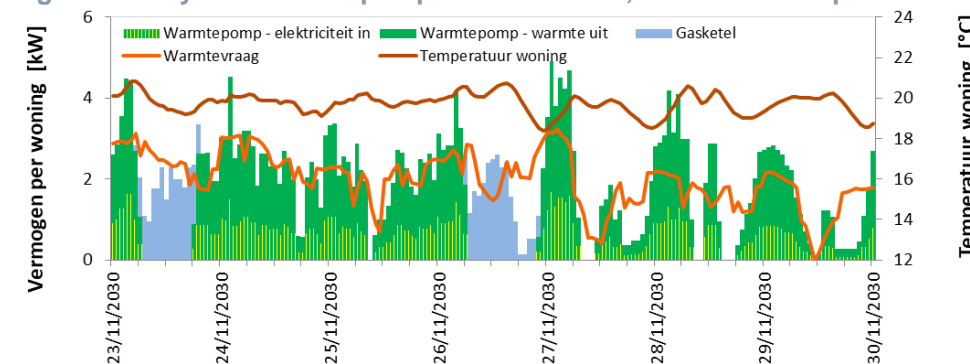 6
24
Warmtepomp - elektriciteit in
Warmtepomp - warmte uit
Gasketel
Warmtevraag
Temperatuur woning
22
4
20
18
2
16
14
0
12
Vermogen per woning [kW]
Temperatuur woning [°C]
23/11/2030
24/11/2030
25/11/2030
26/11/2030
27/11/2030
28/11/2030
29/11/2030
30/11/2030